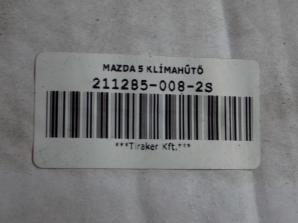 MAZDA 5 KLÍMAHŰTŐ
211285-008-2S
***Tiraker Kft.***